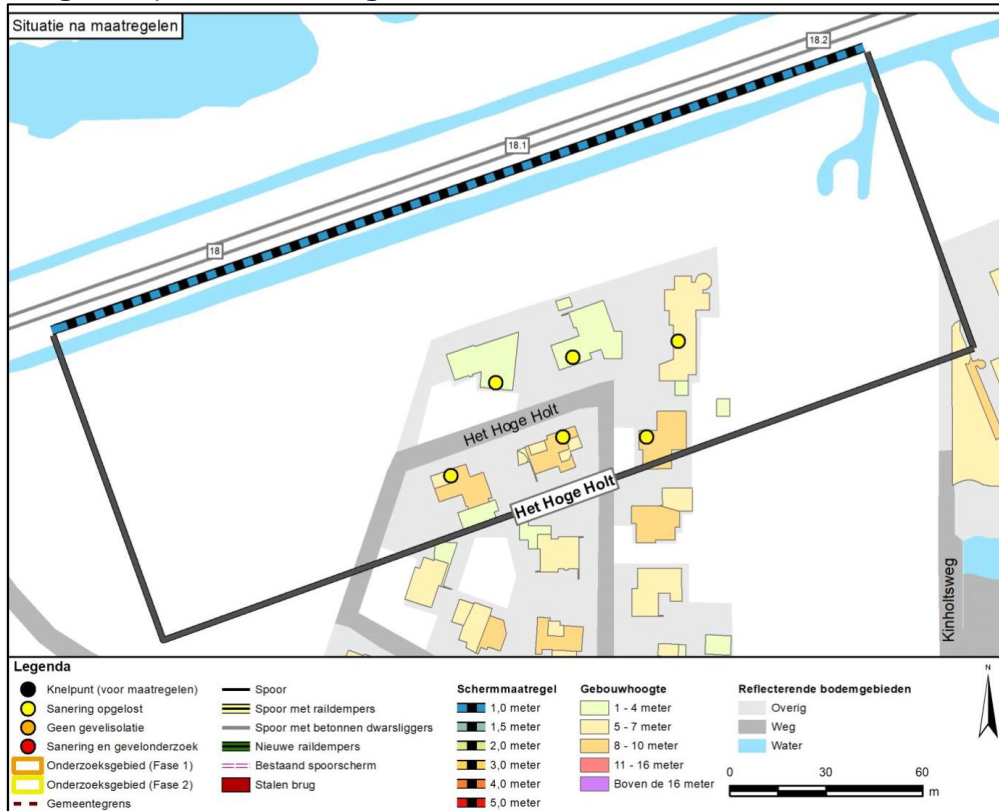 Situatie na maatregelen
18.2
18.1
18
Het Hoge Holt
Het Hoge Holt
Kinholtsweg
Legenda
Knelpunt (voor maatregelen)
Sanering opgelost
Geen gevelisolatie
Sanering en gevelonderzoek
Onderzoeksgebied (Fase 1)
Onderzoeksgebied (Fase 2)
Gemeentegrens
Spoor
Spoor met raildempers
Spoor met betonnen dwarsliggers
Nieuwe raildempers
Bestaand spoorscherm
Stalen brug
Schermmaatregel
1,0 meter
1,5 meter
2,0 meter
3,0 meter
4,0 meter
5,0 meter
Gebouwhoogte
1 - 4 meter
5 - 7 meter
8 - 10 meter
11 - 16 meter
Boven de 16 meter
Reflecterende bodemgebieden
Overig
Weg
Water
N
0 30 60
m